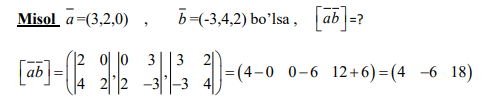 Misol a̅=(3,2,0) , b̅=(-3,4,2) bo’lsa , [a̅b̅]=?
[a̅b̅]=(|2 0; 4 2|,|0 3; 2 −3|,|3 2; −3 4|)=(4−0 0−6 12+6)=(4 −6 18)